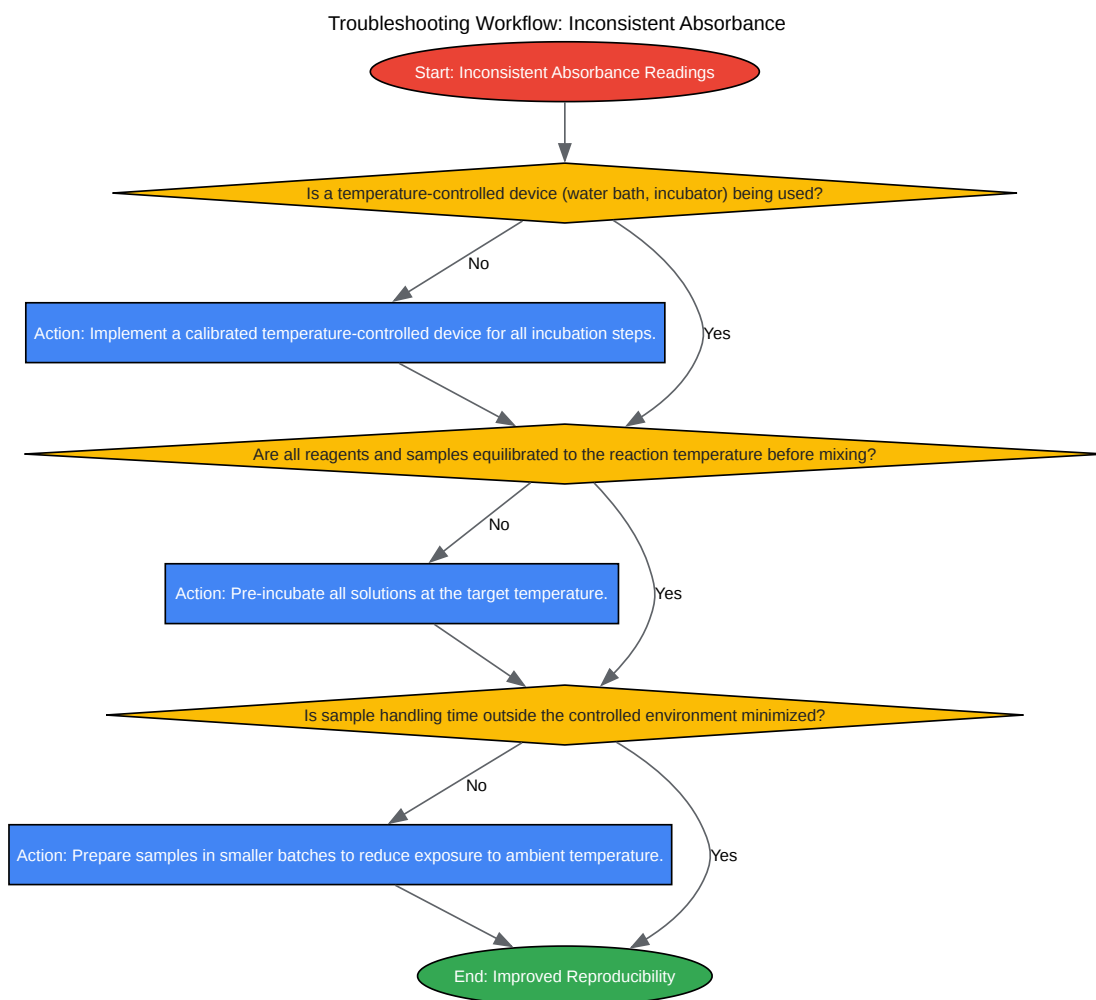 Troubleshooting Workflow: Inconsistent Absorbance
Start: Inconsistent Absorbance Readings
Is a temperature-controlled device (water bath, incubator) being used?
No
Action: Implement a calibrated temperature-controlled device for all incubation steps.
Yes
Are all reagents and samples equilibrated to the reaction temperature before mixing?
No
Action: Pre-incubate all solutions at the target temperature.
Yes
Is sample handling time outside the controlled environment minimized?
No
Action: Prepare samples in smaller batches to reduce exposure to ambient temperature.
Yes
End: Improved Reproducibility